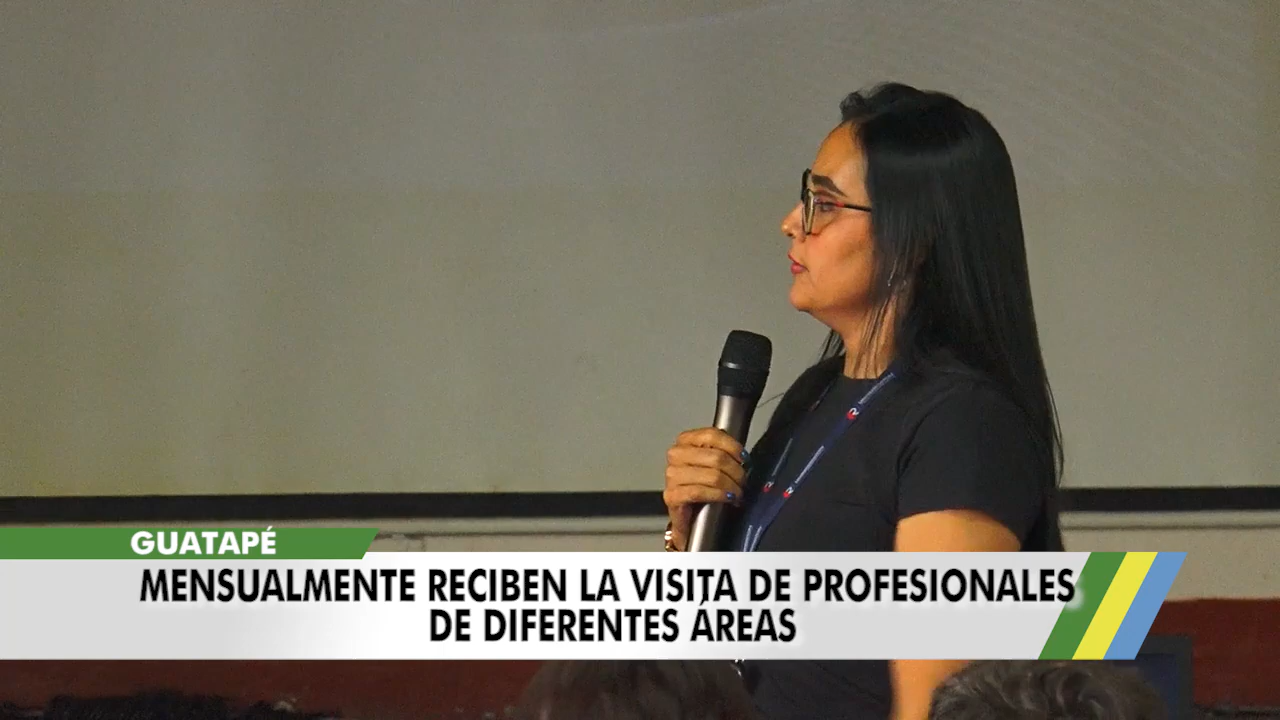 GUATAPÉ
MENSUALMENTE RECIBEN LA VISITA DE PROFESIONALES
DE DIFERENTES ÁREAS